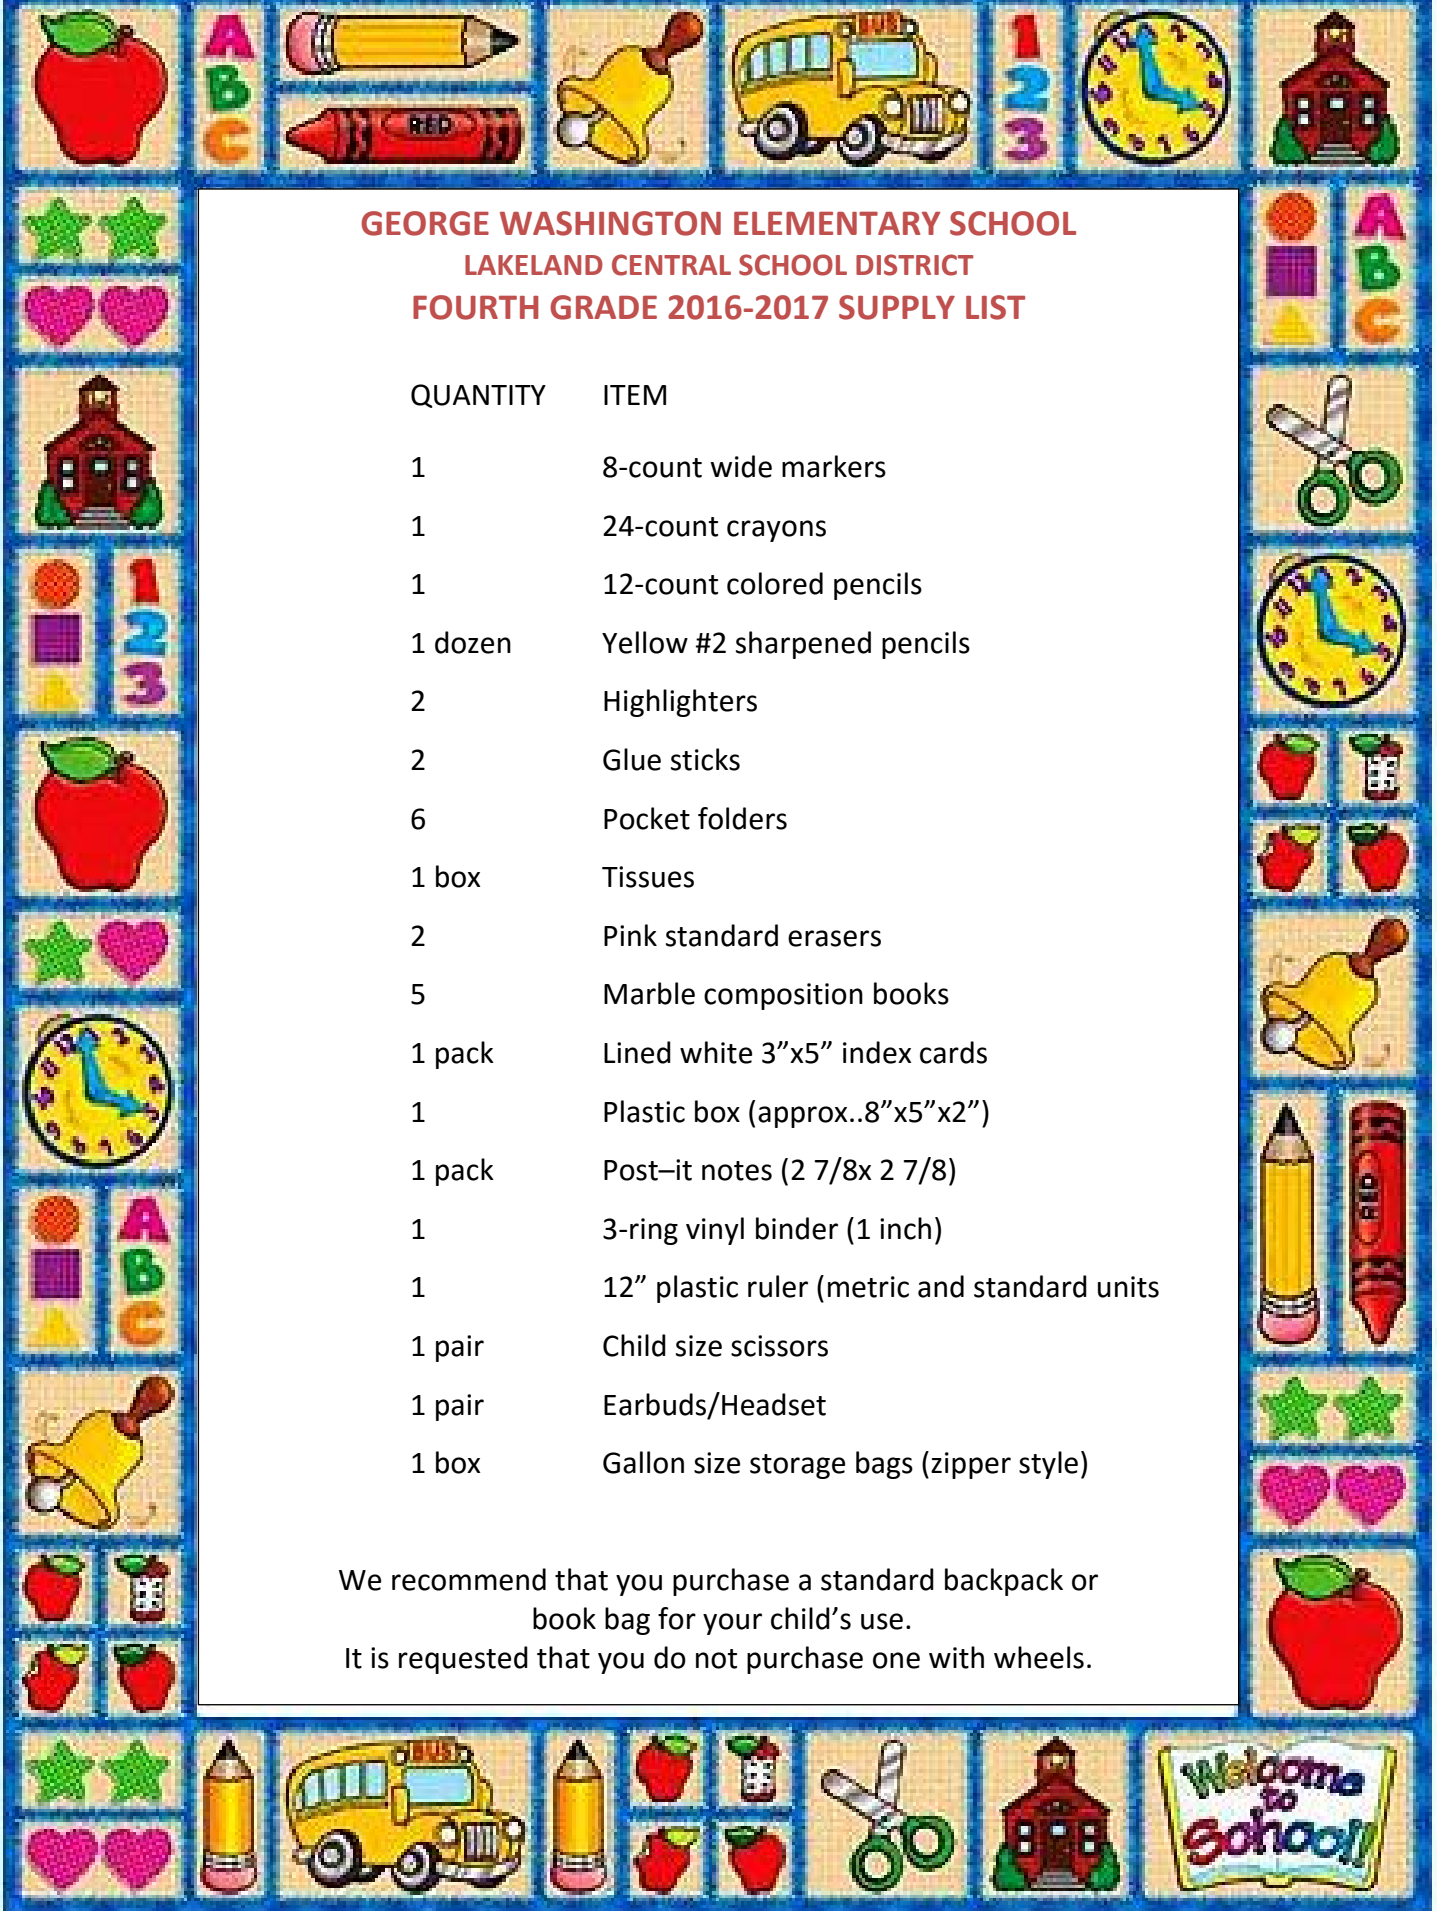 A
B
C
RED
BUS
1
2
3
A
B
C
GEORGE WASHINGTON ELEMENTARY SCHOOL
LAKELAND CENTRAL SCHOOL DISTRICT
FOURTH GRADE 2016-2017 SUPPLY LIST
QUANTITY ITEM
1 8-count wide markers
1 24-count crayons
1 12-count colored pencils
1 dozen Yellow #2 sharpened pencils
2 Highlighters
2 Glue sticks
6 Pocket folders
1 box Tissues
2 Pink standard erasers
5 Marble composition books
1 pack Lined white 3”x5” index cards
1 Plastic box (approx..8”x5”x2”)
1 pack Post–it notes (2 7/8x 2 7/8)
1 3-ring vinyl binder (1 inch)
1 12” plastic ruler (metric and standard units
1 pair Child size scissors
1 pair Earbuds/Headset
1 box Gallon size storage bags (zipper style)
We recommend that you purchase a standard backpack or
book bag for your child’s use.
It is requested that you do not purchase one with wheels.
1
2
3
A
B
C
RED
BUS
Welcome
to
School!